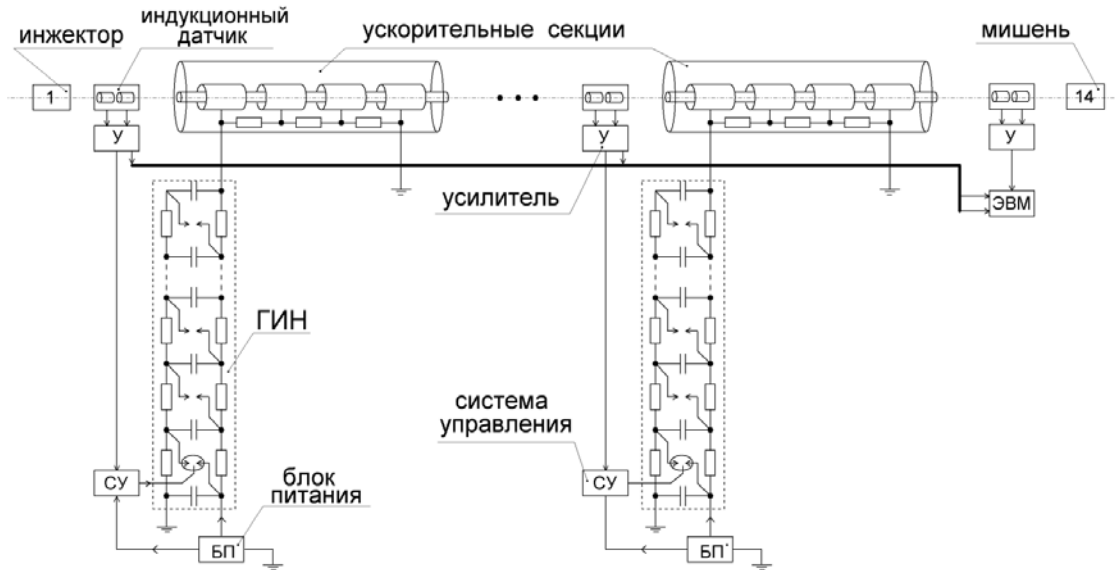 инжектор
индукционный
датчик
ускорительные секции
мишень
1
14
У
У
У
усилитель
ЭВМ
ГИН
система
управления
СУ
СУ
блок
питания
БП
БП